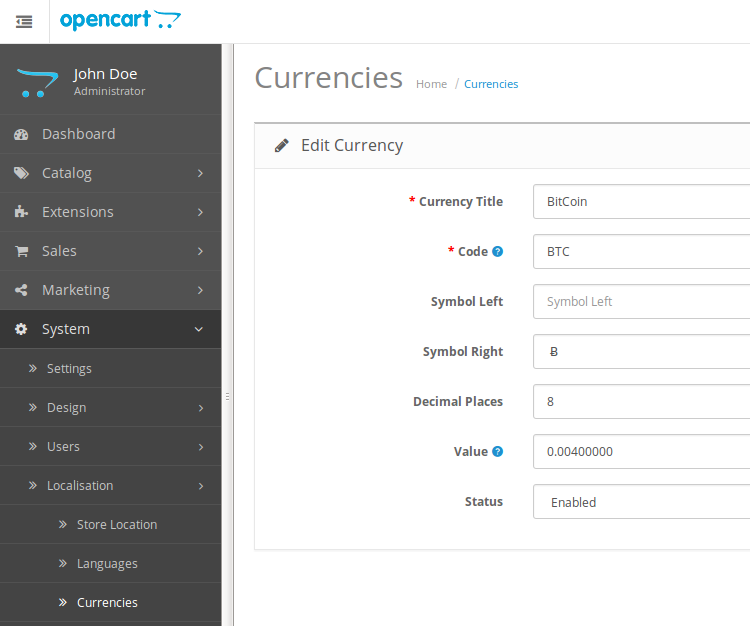 opencart
John Doe
Administrator
Dashboard
Catalog
Extensions
Sales
Marketing
System
Settings
Design
Users
Localisation
Store Location
Languages
Currencies
Currencies Home / Currencies
Edit Currency
* Currency Title BitCoin
* Code ? BTC
Symbol Left Symbol Left
Symbol Right Ƀ
Decimal Places 8
Value ? 0.00400000
Status Enabled